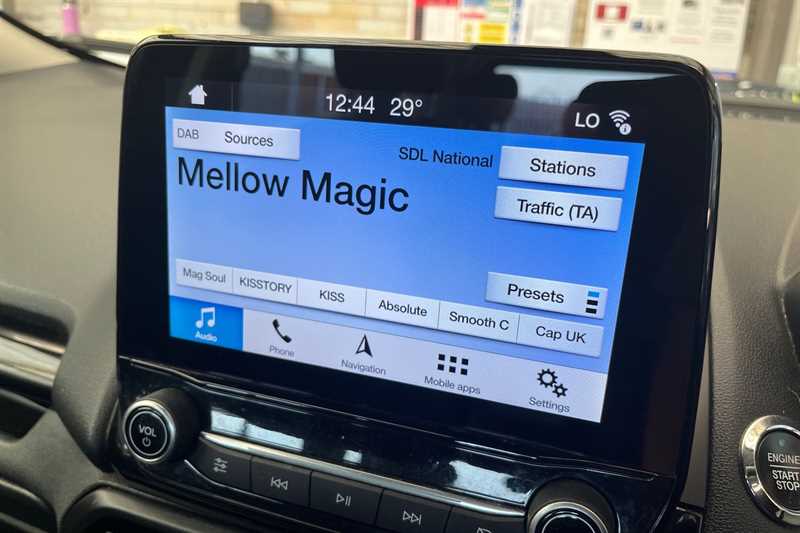 12:44 29°
LO
DAB Sources
SDL National
Stations
Mellow Magic
Traffic (TA)
Presets
Mag Soul
KISSTORY
KISS
Absolute
Smooth C
Cap UK
Audio
Phone
Navigation
Mobile apps
Settings
VOL
ENGINE
START
STOP